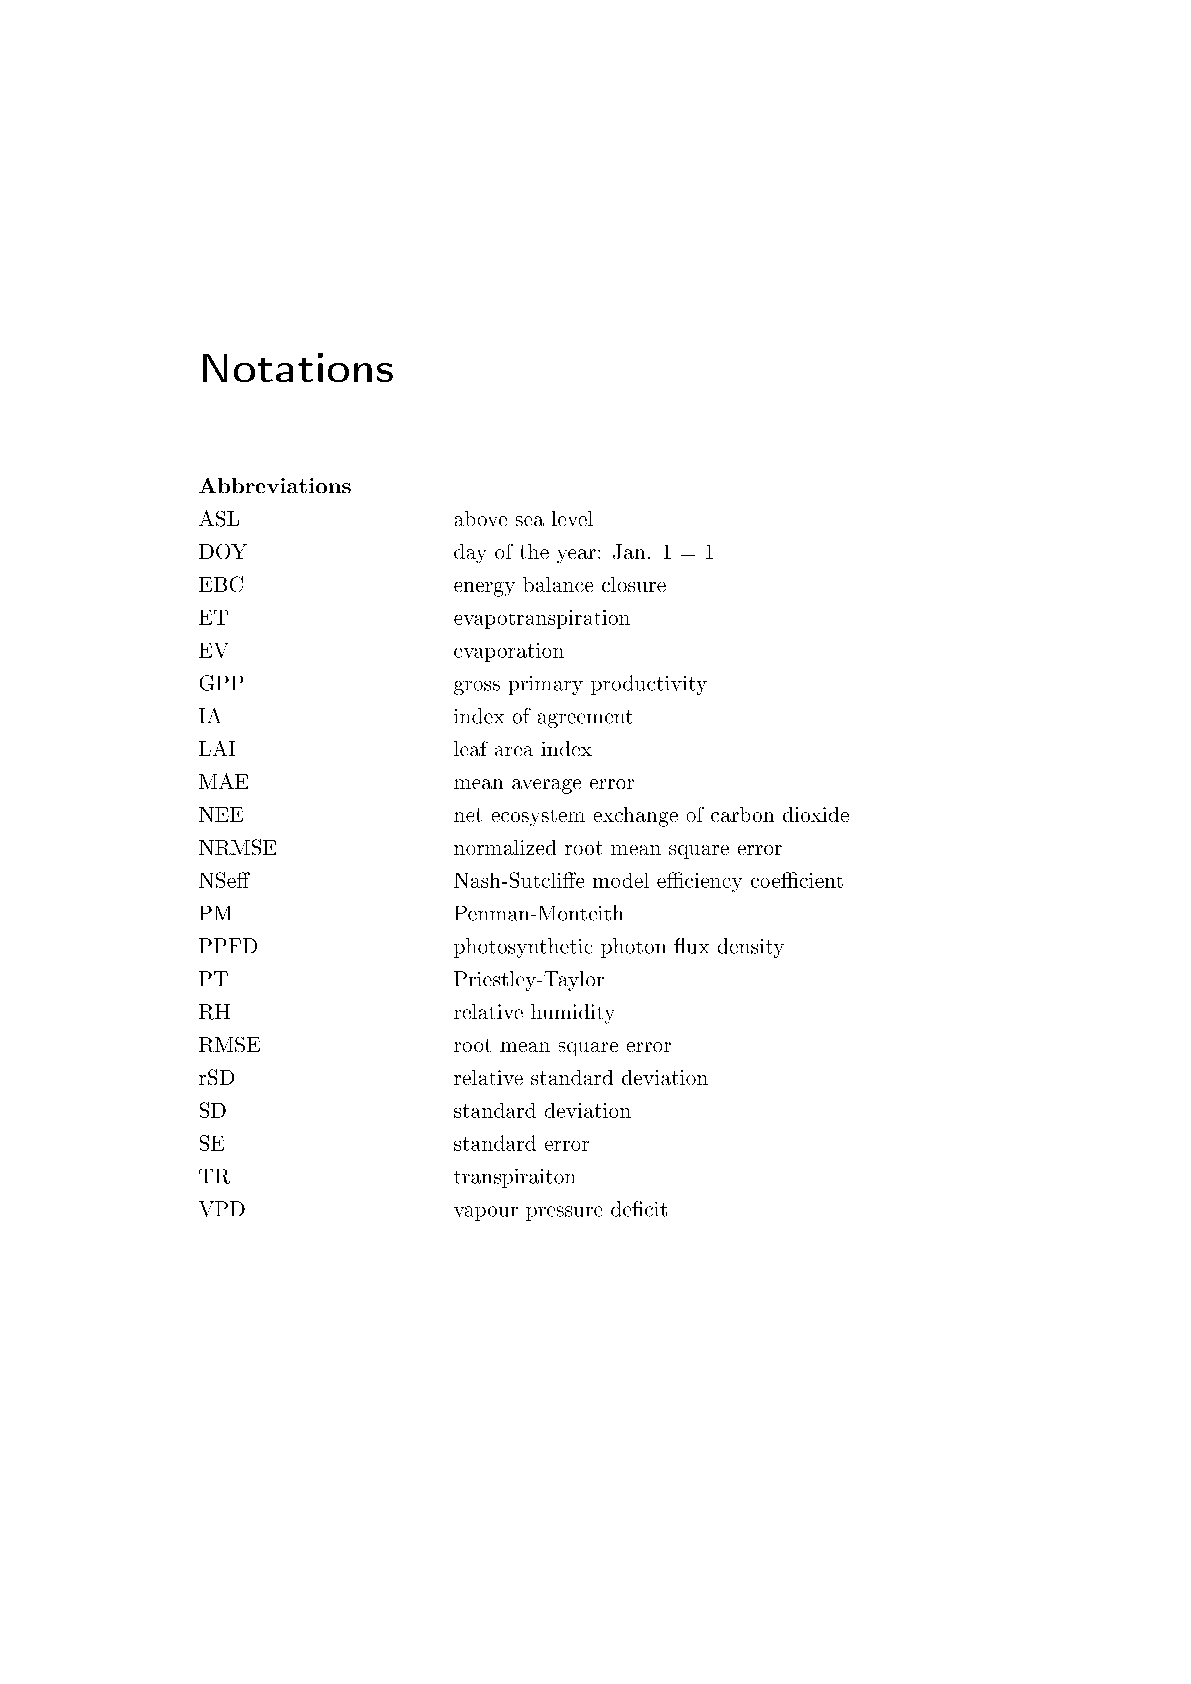 Notations
Abbreviations
ASL above sea level
DOY day of the year: Jan. 1 = 1
EBC energy balance closure
ET evapotranspiration
EV evaporation
GPP gross primary productivity
IA index of agreement
LAI leaf area index
MAE mean average error
NEE net ecosystem exchange of carbon dioxide
NRMSE normalized root mean square error
NSeff Nash-Sutcliffe model efficiency coefficient
PM Penman-Monteith
PPFD photosynthetic photon flux density
PT Priestley-Taylor
RH relative humidity
RMSE root mean square error
rSD relative standard deviation
SD standard deviation
SE standard error
TR transpiraiton
VPD vapour pressure deficit